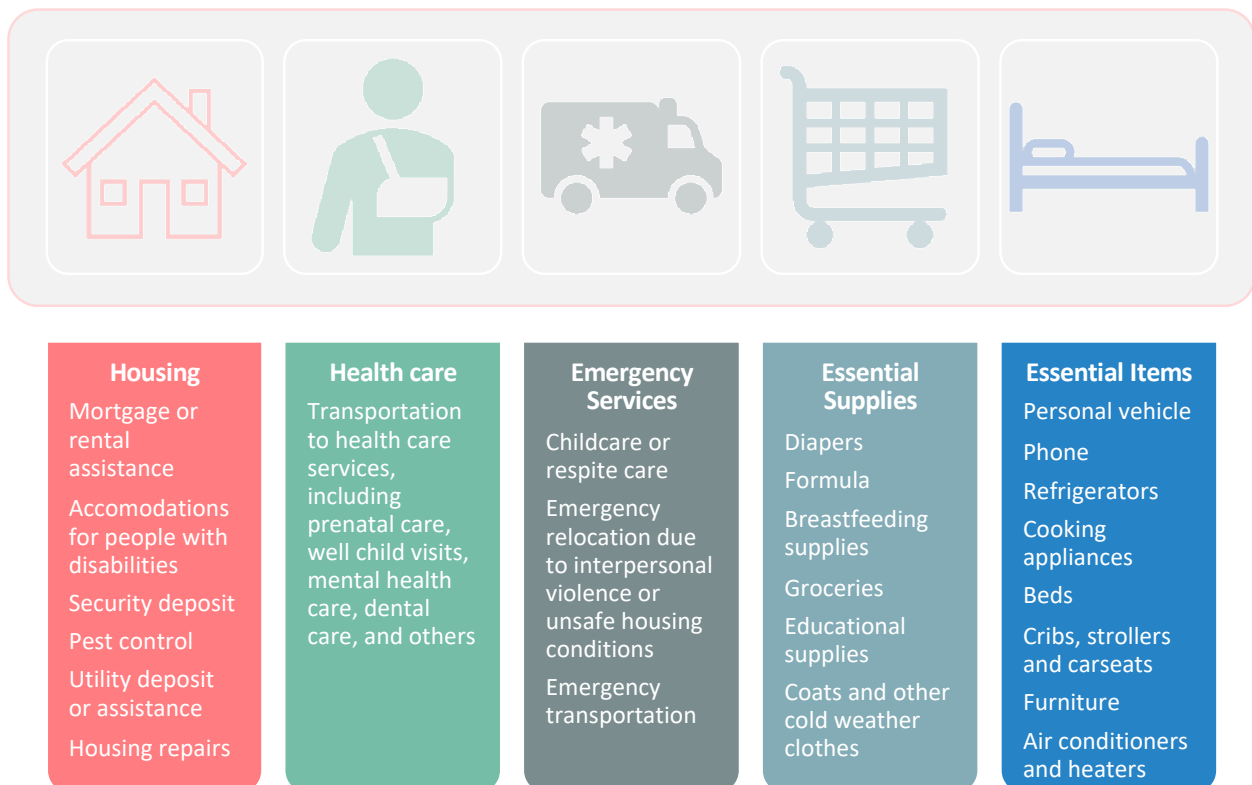 Housing
Mortgage or
rental
assistance
Accomodations
for people with
disabilities
Security deposit
Pest control
Utility deposit
or assistance
Housing repairs
Health care
Transportation
to health care
services,
including
prenatal care,
well child visits,
mental health
care, dental
care, and others
Emergency
Services
Childcare or
respite care
Emergency
relocation due
to interpersonal
violence or
unsafe housing
conditions
Emergency
transportation
Essential
Supplies
Diapers
Formula
Breastfeeding
supplies
Groceries
Educational
supplies
Coats and other
cold weather
clothes
Essential Items
Personal vehicle
Phone
Refrigerators
Cooking
appliances
Beds
Cribs, strollers
and carseats
Furniture
Air conditioners
and heaters